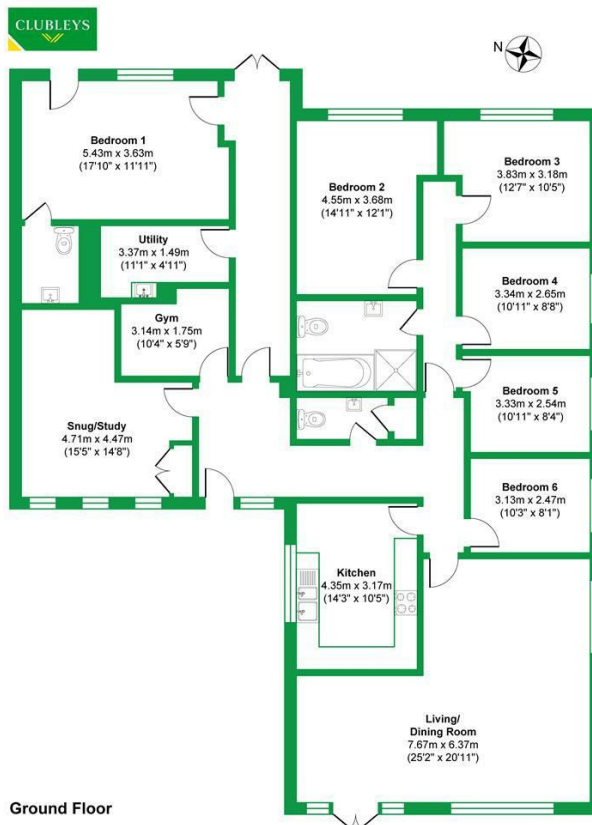 CLUBLEYS
N
Bedroom 1
5.43m x 3.63m
(17'10" x 11'11")
Bedroom 2
4.55m x 3.68m
(14'11" x 12'1")
Bedroom 3
3.83m x 3.18m
(12'7" x 10'5")
Utility
3.37m x 1.49m
(11'1" x 4'11")
Bedroom 4
3.34m x 2.65m
(10'11" x 8'8")
Gym
3.14m x 1.75m
(10'4" x 5'9")
Bedroom 5
3.33m x 2.54m
(10'11" x 8'4")
Snug/Study
4.71m x 4.47m
(15'5" x 14'8")
Bedroom 6
3.13m x 2.47m
(10'3" x 8'1")
Kitchen
4.35m x 3.17m
(14'3" x 10'5")
Living/
Dining Room
7.67m x 6.37m
(25'2" x 20'11")
Ground Floor